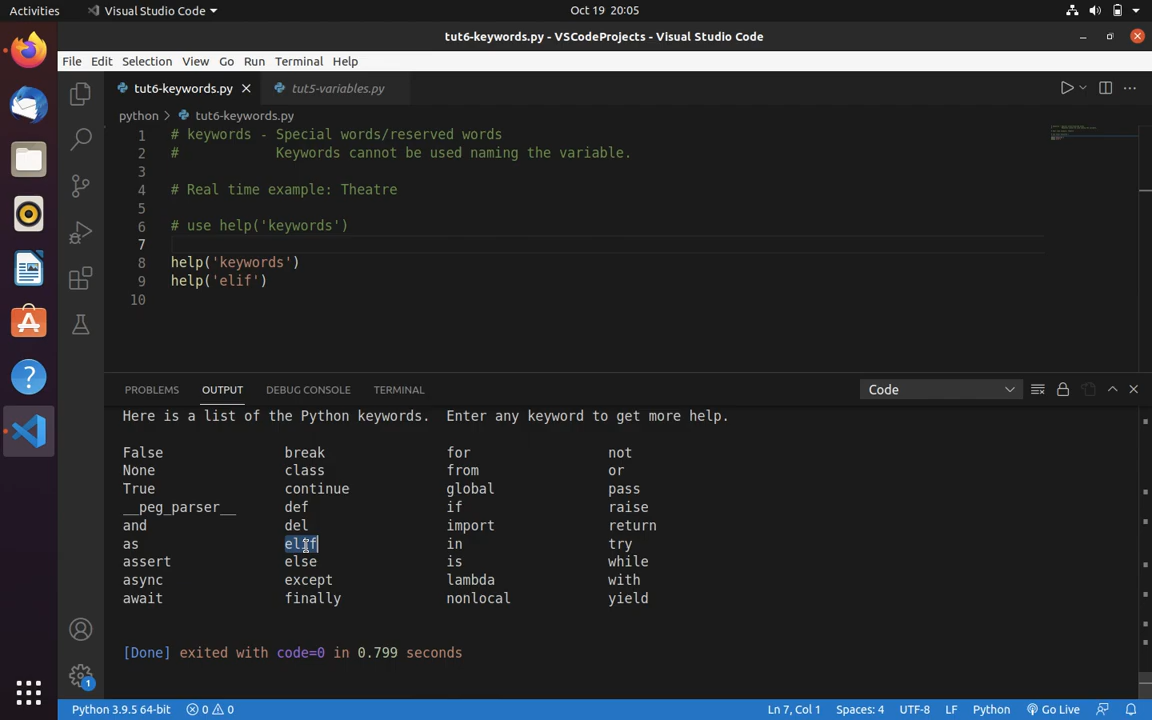 Activities
Visual Studio Code
Oct 19 20:05
tut6-keywords.py - VSCodeProjects - Visual Studio Code
File Edit Selection View Go Run Terminal Help
tut6-keywords.py
tut5-variables.py
python > tut6-keywords.py
1 # keywords - Special words/reserved words
2 # Keywords cannot be used naming the variable.
3
4 # Real time example: Theatre
5
6 # use help('keywords')
7
8 help('keywords')
9 help('elif')
10
PROBLEMS OUTPUT DEBUG CONSOLE TERMINAL
Code
Here is a list of the Python keywords.  Enter any keyword to get more help.
False break for not
None class from or
True continue global pass
__peg_parser__ def if raise
and del import return
as elif in try
assert else is while
async except lambda with
await finally nonlocal yield
[Done] exited with code=0 in 0.799 seconds
1
Python 3.9.5 64-bit 0 0 Ln 7, Col 1 Spaces: 4 UTF-8 LF Python Go Live